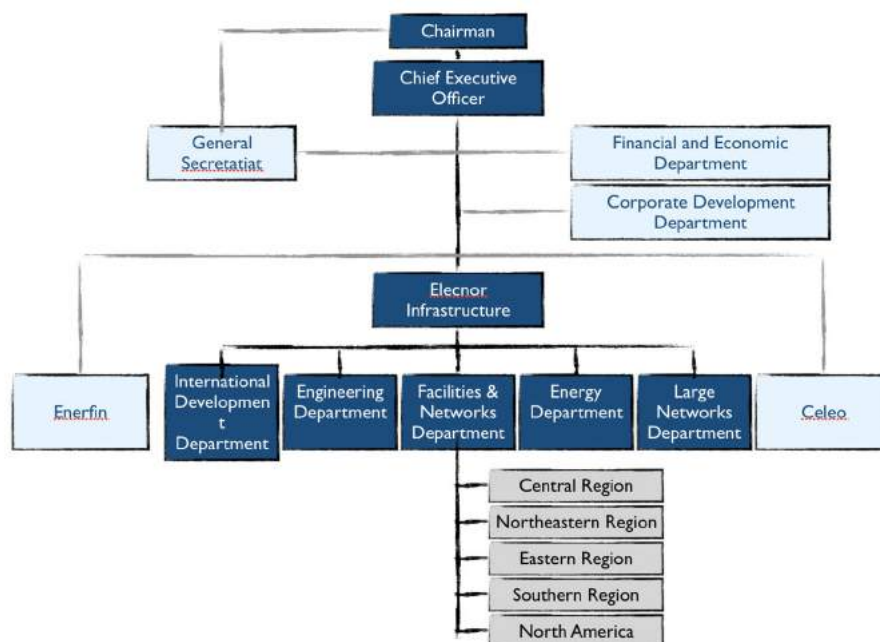 Chairman
Chief Executive
Officer
General
Secretatiat
Financial and Economic
Department
Corporate Development
Department
Elecnor
Infrastructure
Enerfin
International
Developmen
t
Department
Engineering
Department
Facilities &
Networks
Department
Energy
Department
Large
Networks
Department
Celeo
Central Region
Northeastern Region
Eastern Region
Southern Region
North America